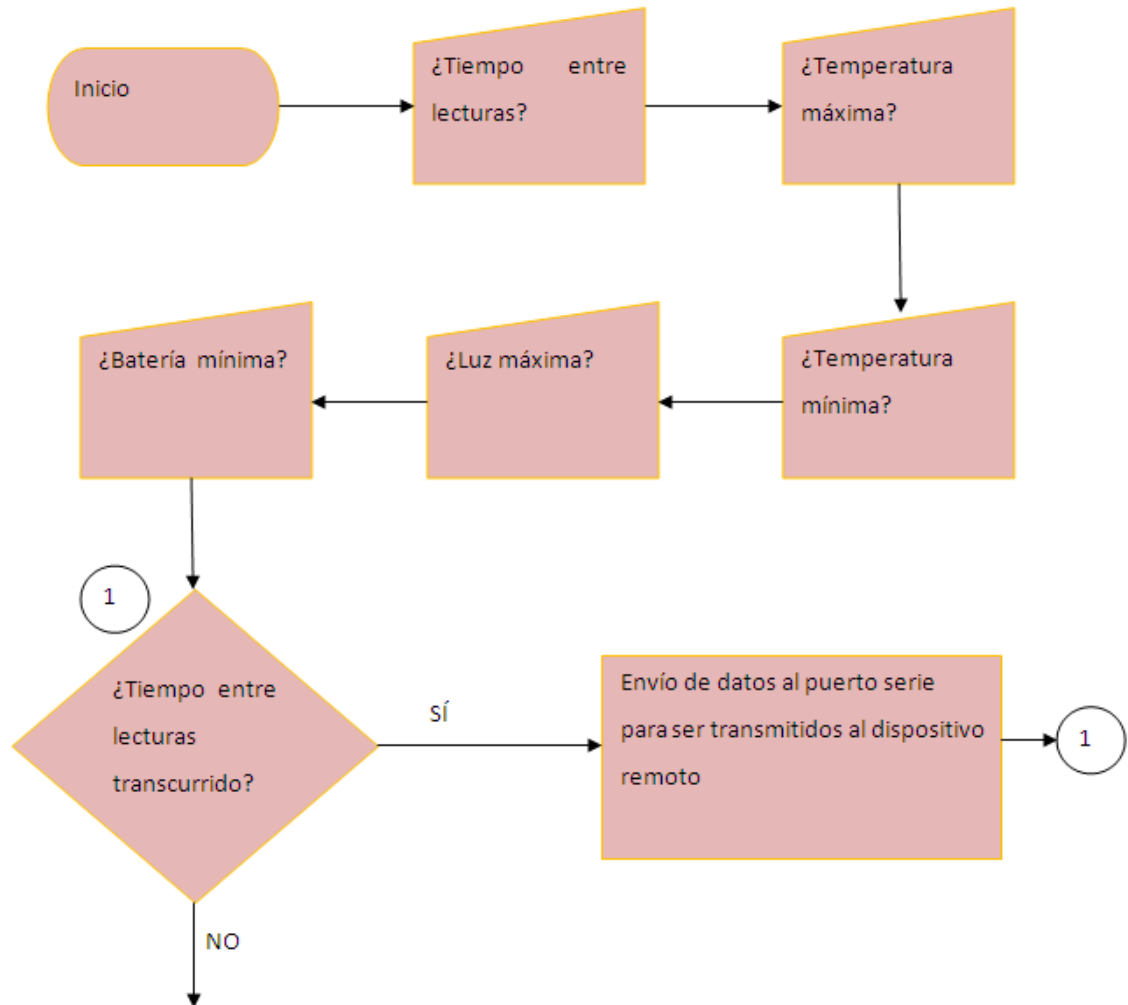 Inicio
¿Tiempo entre
lecturas?
¿Temperatura
máxima?
¿Batería mínima?
¿Luz máxima?
¿Temperatura
mínima?
1
¿Tiempo entre
lecturas
transcurrido?
SÍ
Envío de datos al puerto serie
para ser transmitidos al dispositivo
remoto
1
NO